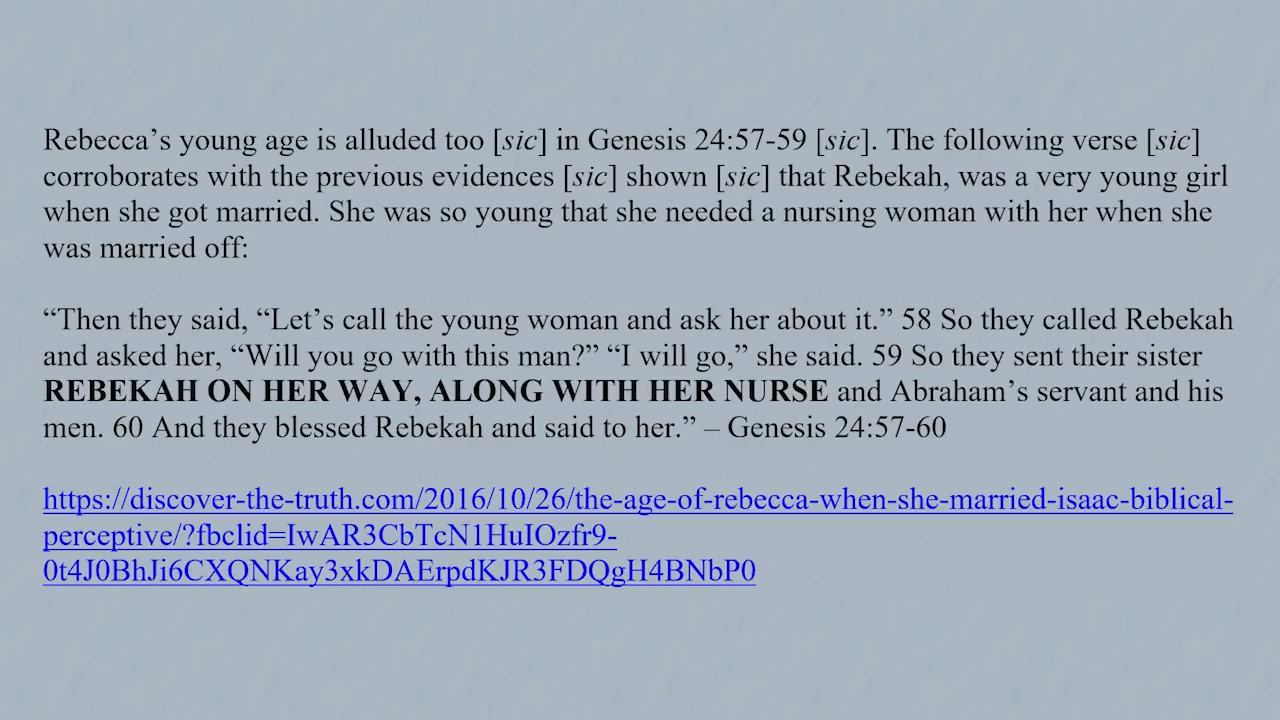 Rebecca’s young age is alluded too [sic] in Genesis 24:57-59 [sic]. The following verse [sic]
corroborates with the previous evidences [sic] shown [sic] that Rebekah, was a very young girl
when she got married. She was so young that she needed a nursing woman with her when she
was married off:
“Then they said, “Let’s call the young woman and ask her about it.” 58 So they called Rebekah
and asked her, “Will you go with this man?” “I will go,” she said. 59 So they sent their sister
REBEKAH ON HER WAY, ALONG WITH HER NURSE and Abraham’s servant and his
men. 60 And they blessed Rebekah and said to her.” – Genesis 24:57-60
https://discover-the-truth.com/2016/10/26/the-age-of-rebecca-when-she-married-isaac-biblical-
perceptive/?fbclid=IwAR3CbTcN1HuIOzfr9-
0t4J0BhJi6CXQNKay3xkDAErpdKJR3FDQgH4BNbP0